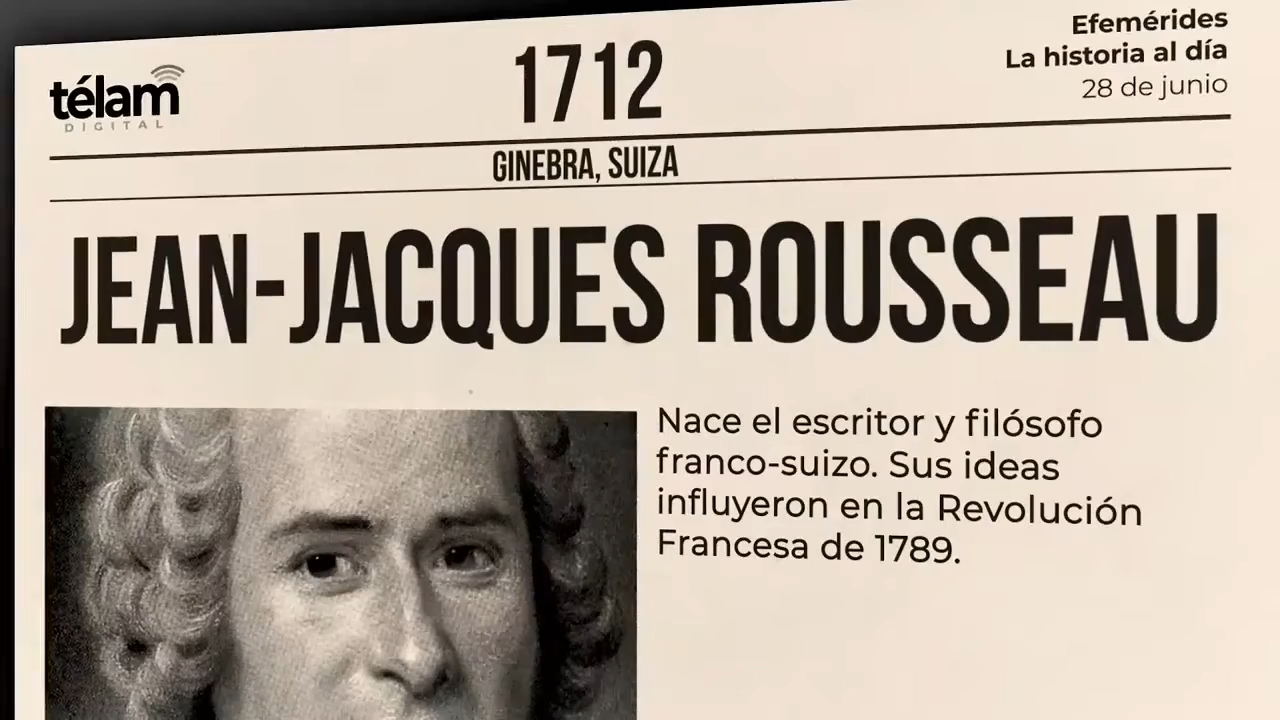 télam
DIGITAL
1712
Efemérides
La historia al día
28 de junio
GINEBRA, SUIZA
JEAN-JACQUES ROUSSEAU
Nace el escritor y filósofo
franco-suizo. Sus ideas
influyeron en la Revolución
Francesa de 1789.